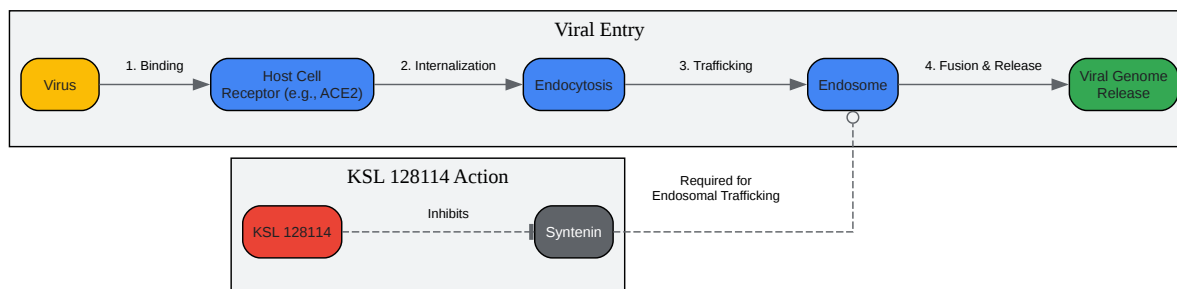 Viral Entry
Virus
1. Binding
Host Cell
Receptor (e.g., ACE2)
2. Internalization
Endocytosis
3. Trafficking
Endosome
4. Fusion & Release
Viral Genome
Release
KSL 128114 Action
KSL 128114
Inhibits
Syntenin
Required for
Endosomal Trafficking